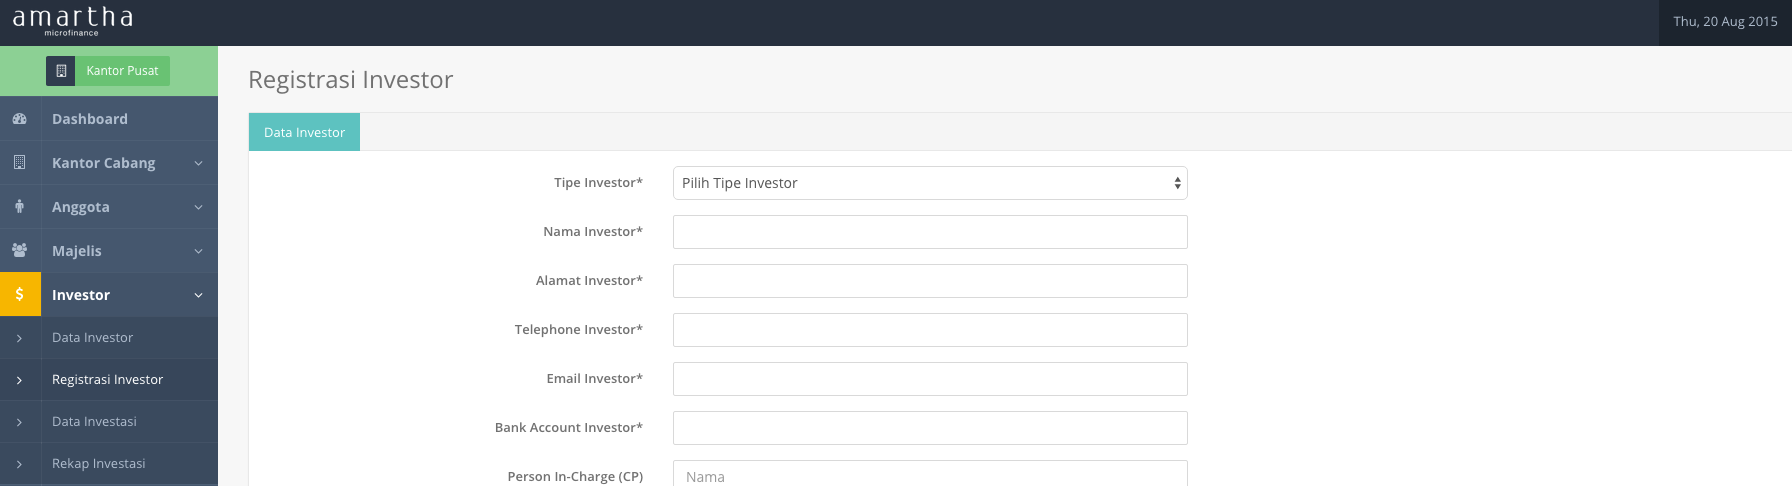 amartha
microfinance
Thu, 20 Aug 2015
Kantor Pusat
Dashboard
Kantor Cabang
Anggota
Majelis
Investor
Data Investor
Registrasi Investor
Data Investasi
Rekap Investasi
Registrasi Investor
Data Investor
Tipe Investor* Pilih Tipe Investor
Nama Investor*
Alamat Investor*
Telephone Investor*
Email Investor*
Bank Account Investor*
Person In-Charge (CP) Nama